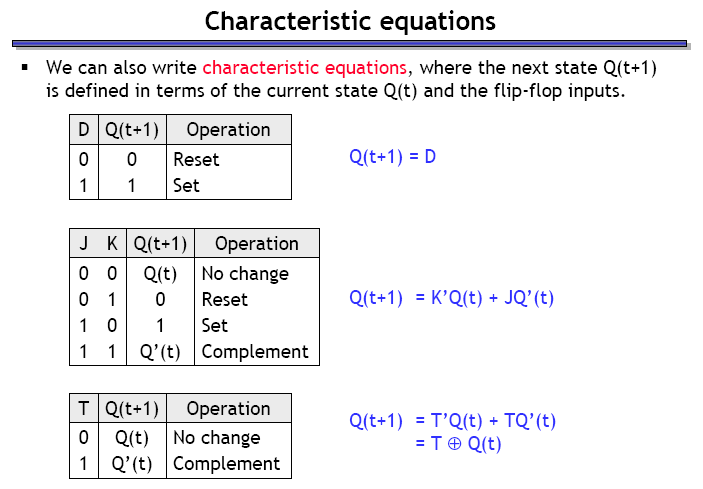 Characteristic equations
▪ We can also write characteristic equations, where the next state Q(t+1)
is defined in terms of the current state Q(t) and the flip-flop inputs.
D Q(t+1) Operation
0 0 Reset
1 1 Set
Q(t+1) = D
J K Q(t+1) Operation
0 0 Q(t) No change
0 1 0 Reset
1 0 1 Set
1 1 Q’(t) Complement
Q(t+1) = K’Q(t) + JQ’(t)
T Q(t+1) Operation
0 Q(t) No change
1 Q’(t) Complement
Q(t+1) = T’Q(t) + TQ’(t)
= T ⊕ Q(t)